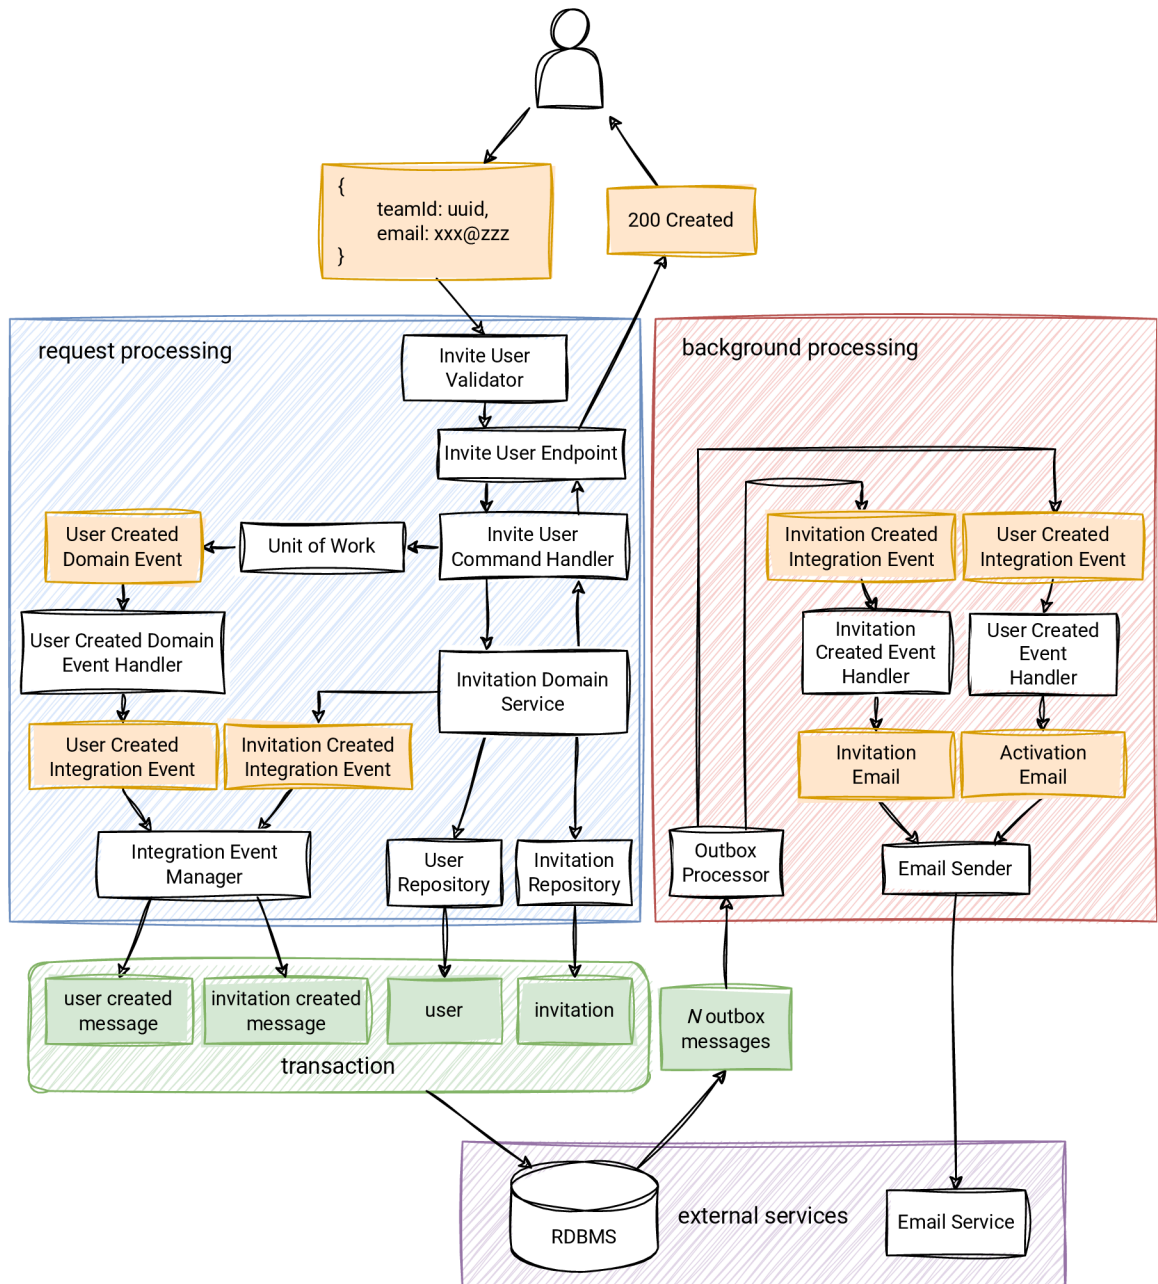 {
teamId: uuid,
email: xxx@zzz
}
200 Created
request processing
Invite User
Validator
Invite User Endpoint
Invite User
Command Handler
Unit of Work
User Created
Domain Event
User Created Domain
Event Handler
Invitation Domain
Service
User Created
Integration Event
Invitation Created
Integration Event
Integration Event
Manager
User
Repository
Invitation
Repository
background processing
Invitation Created
Integration Event
User Created
Integration Event
Invitation
Created Event
Handler
User Created
Event
Handler
Invitation
Email
Activation
Email
Outbox
Processor
Email Sender
user created
message
invitation created
message
user
invitation
transaction
N outbox
messages
RDBMS
external services
Email Service